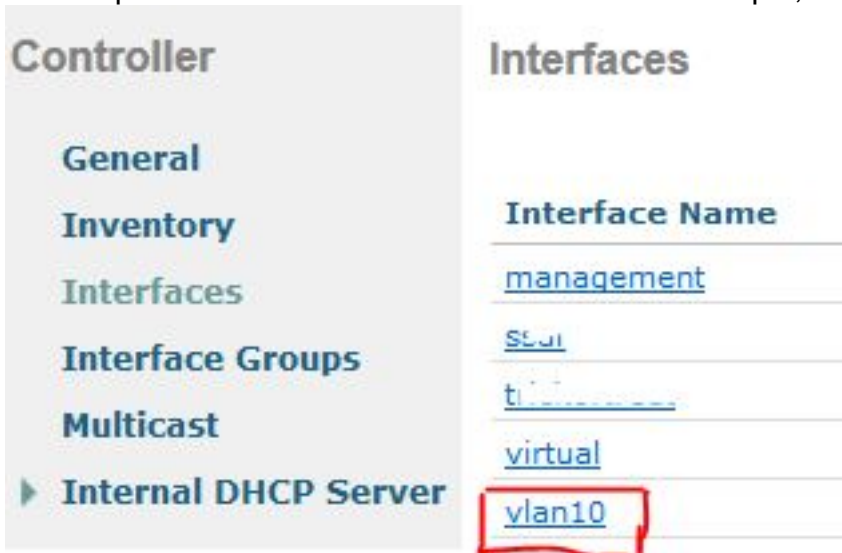 Controller
General
Inventory
Interfaces
Interface Groups
Multicast
Internal DHCP Server
Interfaces
Interface Name
management
virtual
vlan10